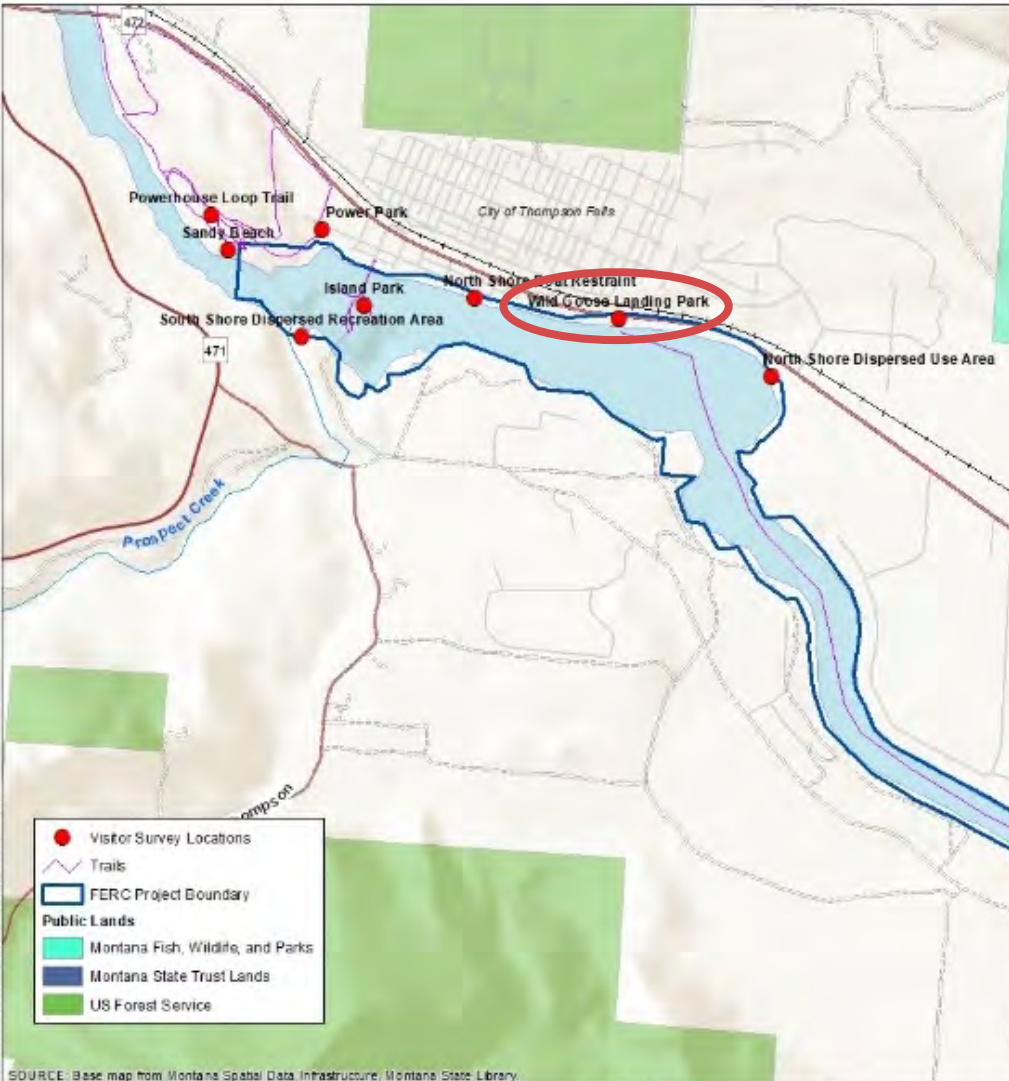 472
Powerhouse Loop Trail
Power Park
City of Thompson Falls
Sandy Beach
North Shore Boat Restraint
Island Park
Wild Goose Landing Park
South Shore Dispersed Recreation Area
471
North Shore Dispersed Use Area
Prospect Creek
Visitor Survey Locations
Trails
FERC Project Boundary
Public Lands
Montana Fish, Wildlife, and Parks
Montana State Trust Lands
US Forest Service
SOURCE: Base map from Montana Spatial Data Infrastructure, Montana State Library.